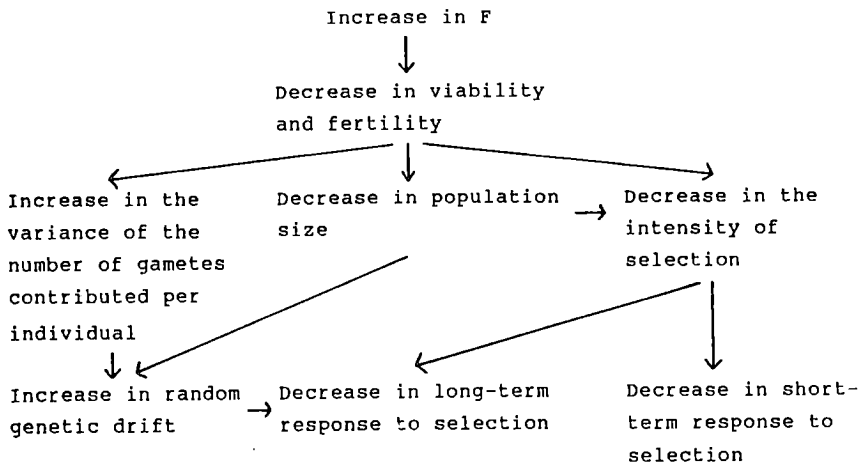 Increase in F
Decrease in viability
and fertility
Increase in the
variance of the
number of gametes
contributed per
individual
Decrease in population
size
Decrease in the
intensity of
selection
Increase in random
genetic drift
Decrease in long-term
response to selection
Decrease in short-
term response to
selection